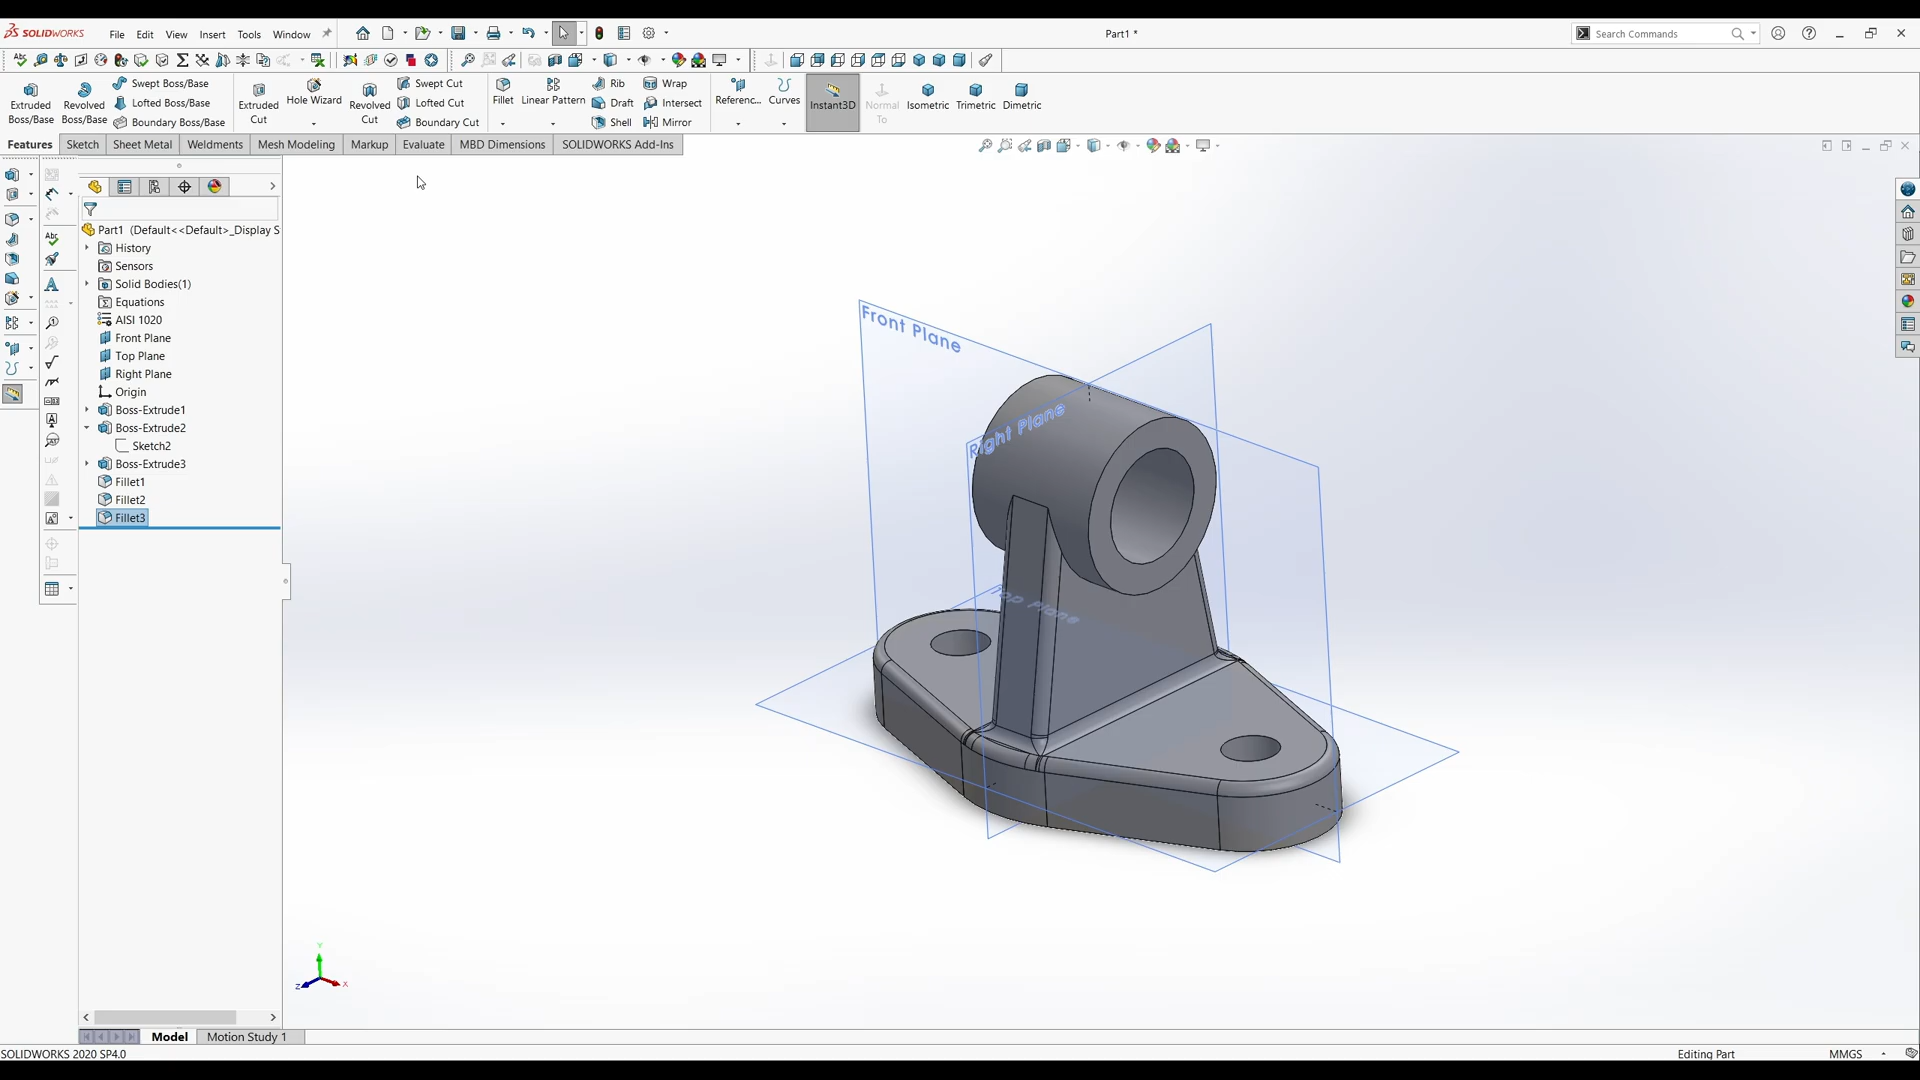 SOLIDWORKS File Edit View Insert Tools Window Part1 * Search Commands
Extruded Boss/Base
Revolved Boss/Base
Swept Boss/Base
Lofted Boss/Base
Boundary Boss/Base
Extruded Cut
Hole Wizard
Revolved Cut
Swept Cut
Lofted Cut
Boundary Cut
Fillet
Linear Pattern
Rib
Draft
Shell
Wrap
Intersect
Mirror
Referenc...
Curves
Instant3D
Normal To
Isometric
Trimetric
Dimetric
Features Sketch Sheet Metal Weldments Mesh Modeling Markup Evaluate MBD Dimensions SOLIDWORKS Add-Ins
Part1 (Default<<Default>_Display S
History
Sensors
Solid Bodies(1)
Equations
AISI 1020
Front Plane
Top Plane
Right Plane
Origin
Boss-Extrude1
Boss-Extrude2
Sketch2
Boss-Extrude3
Fillet1
Fillet2
Fillet3
Front Plane
Right Plane
Top Plane
Y
Z
X
Model Motion Study 1
SOLIDWORKS 2020 SP4.0 Editing Part MMGS